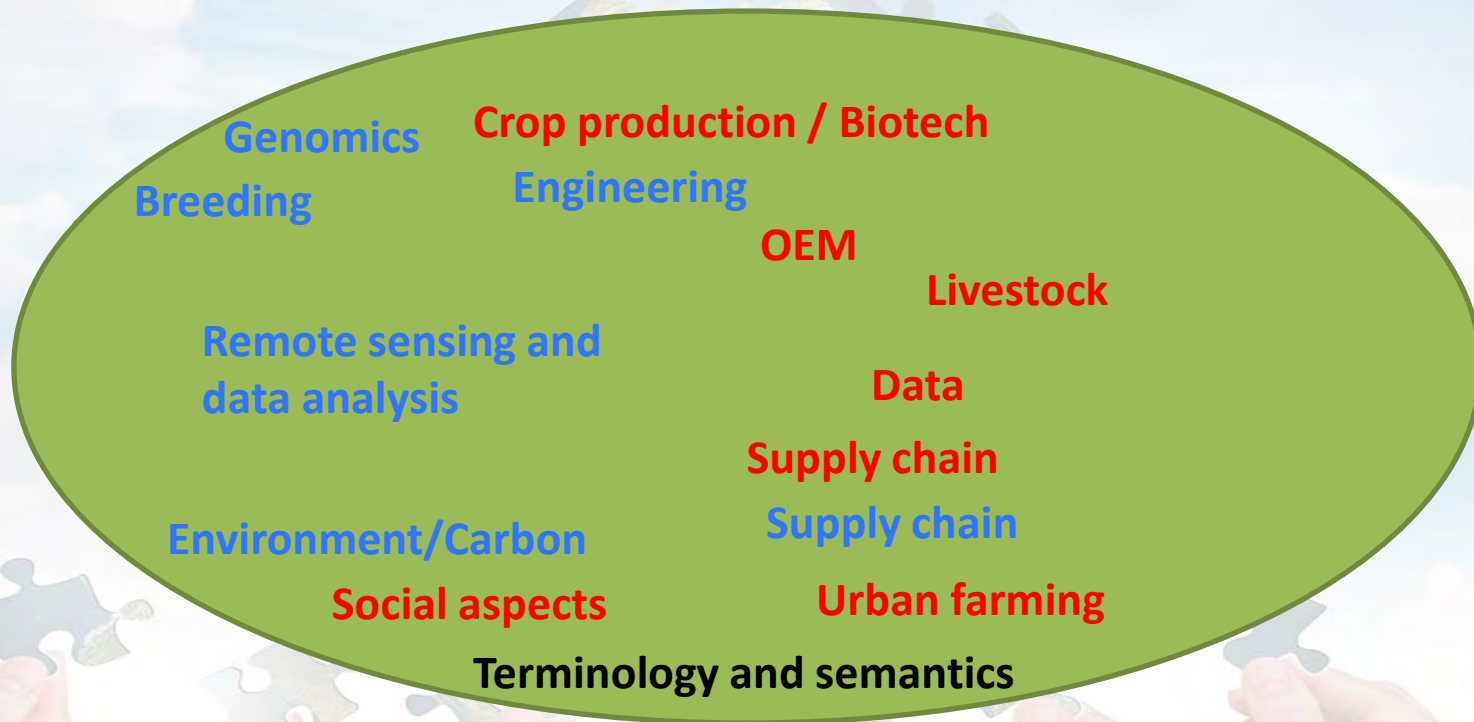 Genomics
Crop production / Biotech
Breeding
Engineering
OEM
Livestock
Remote sensing and
data analysis
Data
Supply chain
Supply chain
Environment/Carbon
Social aspects
Urban farming
Terminology and semantics